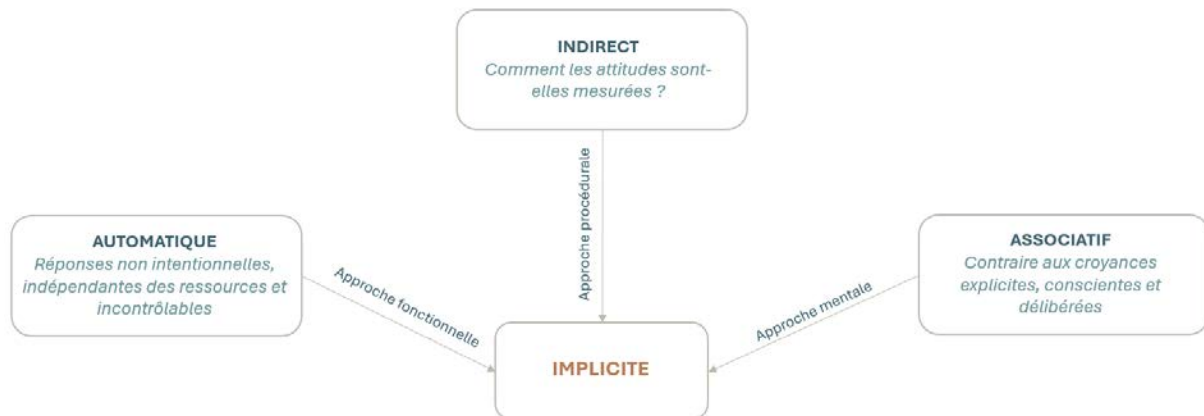 INDIRECT
Comment les attitudes sont-
elles mesurées ?
Approche procédurale
AUTOMATIQUE
Réponses non intentionnelles,
indépendantes des ressources et
incontrôlables
Approche fonctionnelle
ASSOCIATIF
Contraire aux croyances
explicites, conscientes et
délibérées
Approche mentale
IMPLICITE